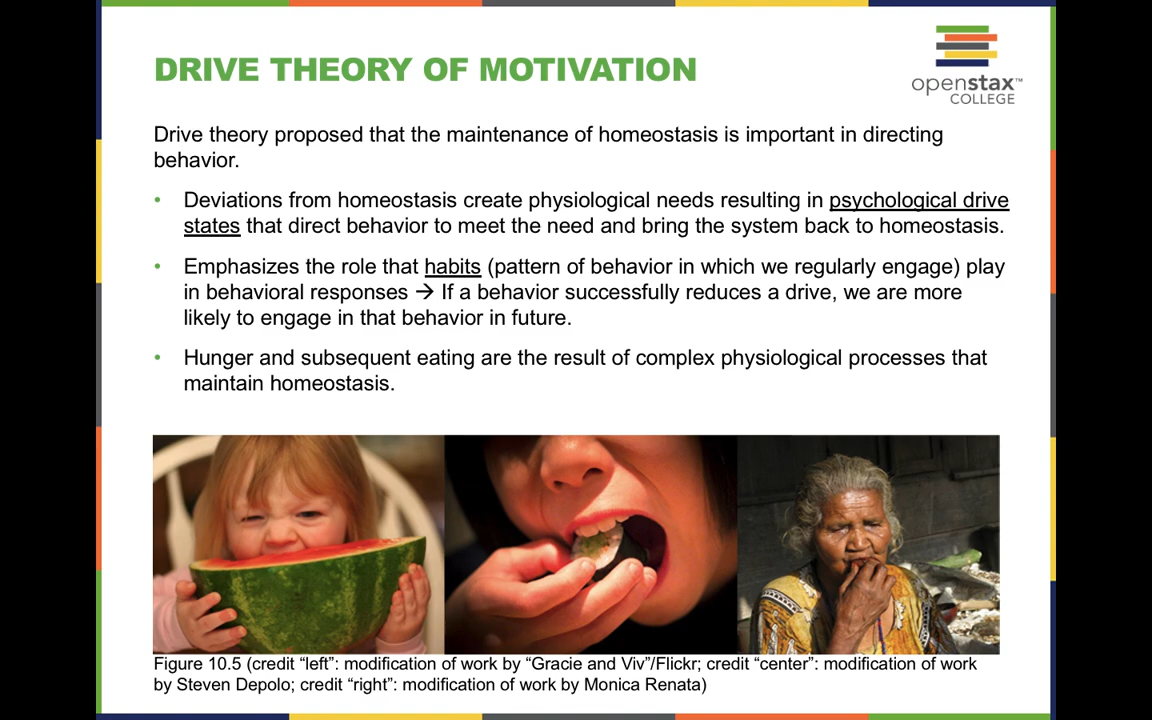 DRIVE THEORY OF MOTIVATION
openstax™
COLLEGE
Drive theory proposed that the maintenance of homeostasis is important in directing
behavior.
• Deviations from homeostasis create physiological needs resulting in psychological drive
states that direct behavior to meet the need and bring the system back to homeostasis.
• Emphasizes the role that habits (pattern of behavior in which we regularly engage) play
in behavioral responses → If a behavior successfully reduces a drive, we are more
likely to engage in that behavior in future.
• Hunger and subsequent eating are the result of complex physiological processes that
maintain homeostasis.
Figure 10.5 (credit “left”: modification of work by “Gracie and Viv”/Flickr; credit “center”: modification of work
by Steven Depolo; credit “right”: modification of work by Monica Renata)